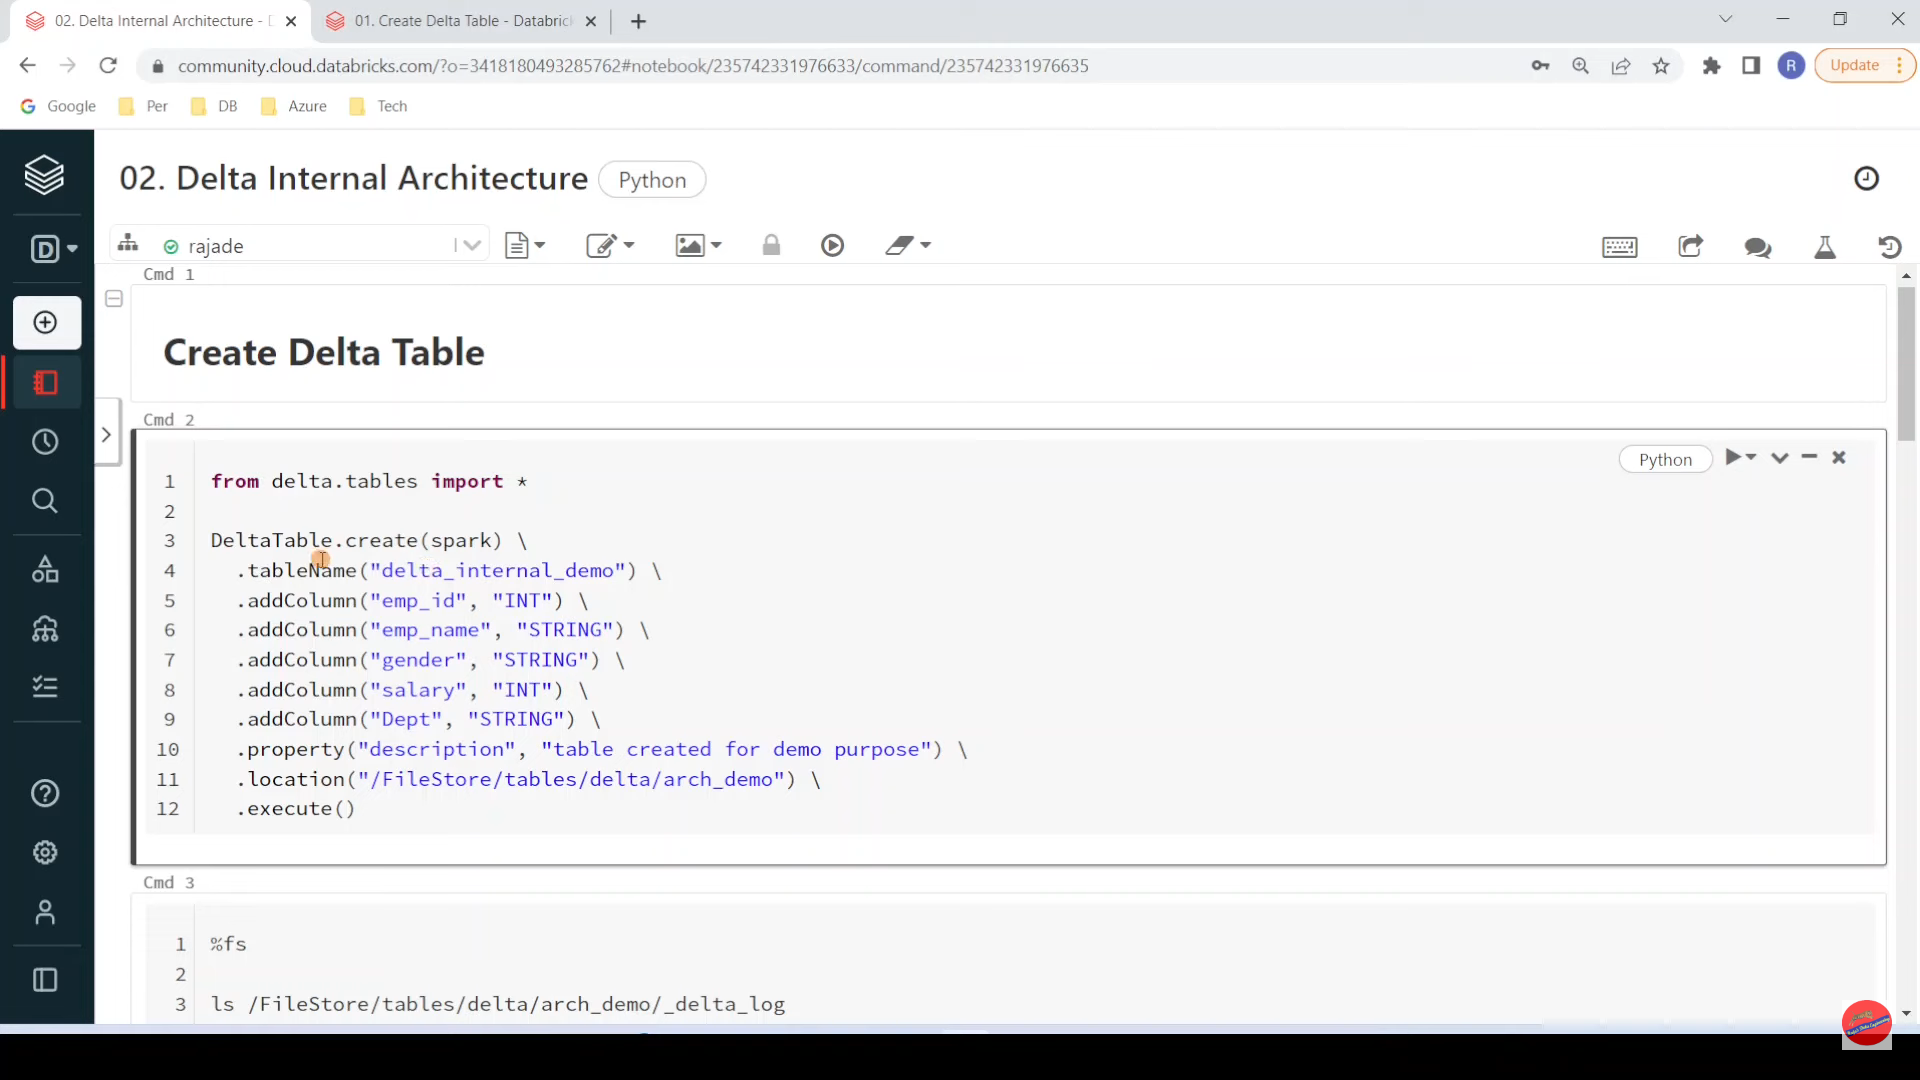 02. Delta Internal Architecture - D
01. Create Delta Table - Databric
community.cloud.databricks.com/?o=3418180493285762#notebook/235742331976633/command/235742331976635
R
Update
Google
Per
DB
Azure
Tech
02. Delta Internal Architecture
Python
D
rajade
Cmd 1
Create Delta Table
Cmd 2
Python
1 from delta.tables import *
2
3 DeltaTable.create(spark) \
4 .tableName("delta_internal_demo") \
5 .addColumn("emp_id", "INT") \
6 .addColumn("emp_name", "STRING") \
7 .addColumn("gender", "STRING") \
8 .addColumn("salary", "INT") \
9 .addColumn("Dept", "STRING") \
10 .property("description", "table created for demo purpose") \
11 .location("/FileStore/tables/delta/arch_demo") \
12 .execute()
Cmd 3
1 %fs
2
3 ls /FileStore/tables/delta/arch_demo/_delta_log